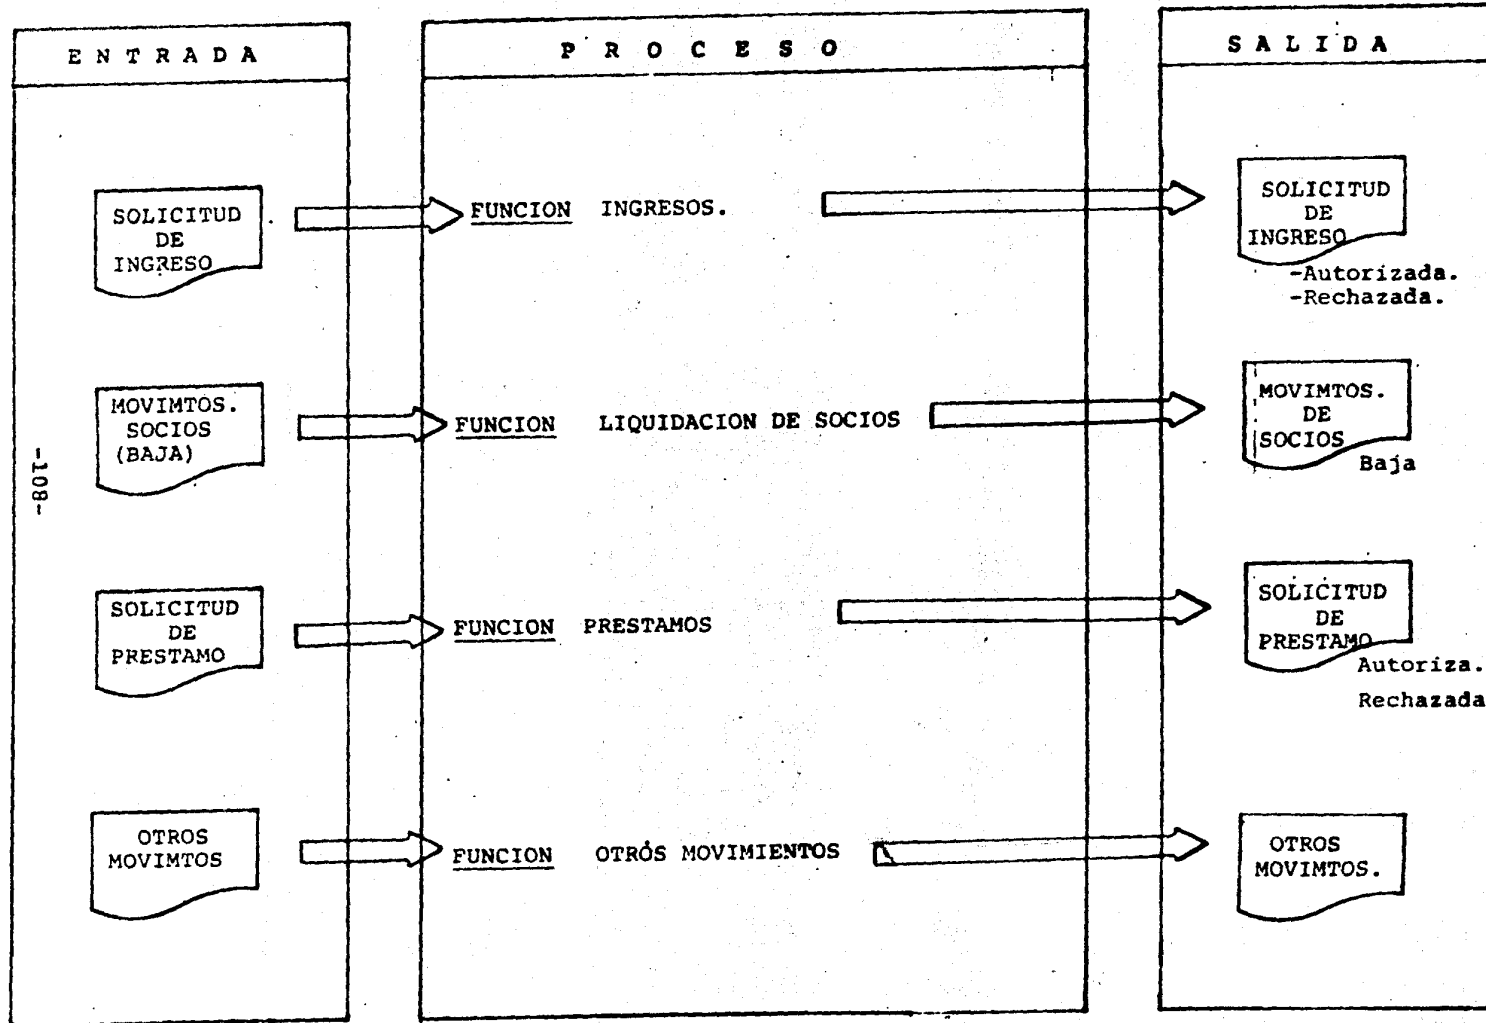 E N T R A D A
P R O C E S O
S A L I D A
SOLICITUD
DE
INGRESO
FUNCION INGRESOS.
SOLICITUD
DE
INGRESO
-Autorizada.
-Rechazada.
MOVIMTOS.
SOCIOS
(BAJA)
FUNCION LIQUIDACION DE SOCIOS
MOVIMTOS.
DE
SOCIOS
Baja
-108-
SOLICITUD
DE
PRESTAMO
FUNCION PRESTAMOS
SOLICITUD
DE
PRESTAMO
Autoriza.
Rechazada
OTROS
MOVIMTOS
FUNCION OTROS MOVIMIENTOS
OTROS
MOVIMTOS.